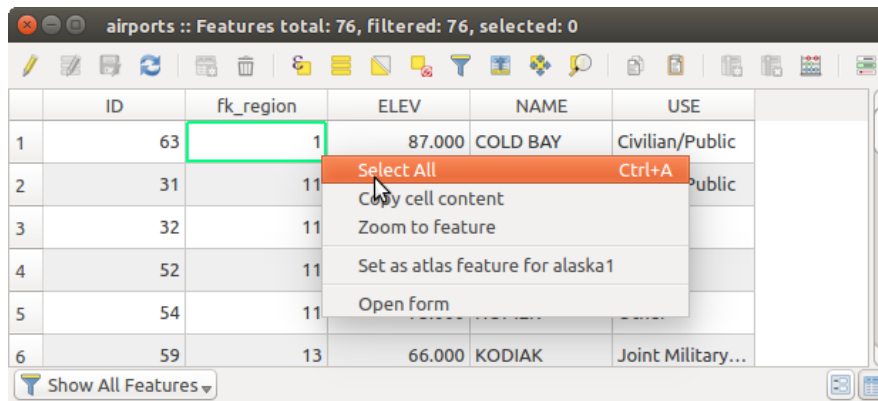 airports :: Features total: 76, filtered: 76, selected: 0
ID fk_region ELEV NAME USE
1 63 1 87.000 COLD BAY Civilian/Public
Select All Ctrl+A
2 31 11 Public
Copy cell content
3 32 11 Zoom to feature
4 52 11 Set as atlas feature for alaska1
Open form
5 54 11
6 59 13 66.000 KODIAK Joint Military...
Show All Features